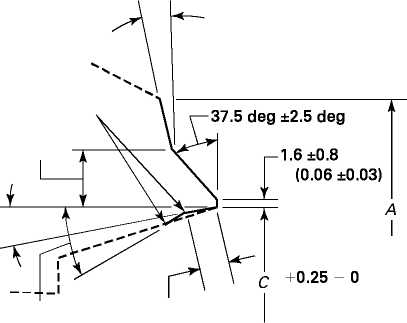 37.5 deg ±2.5 deg
1.6 ±0.8
(0.06 ±0.03)
A
C +0.25 − 0